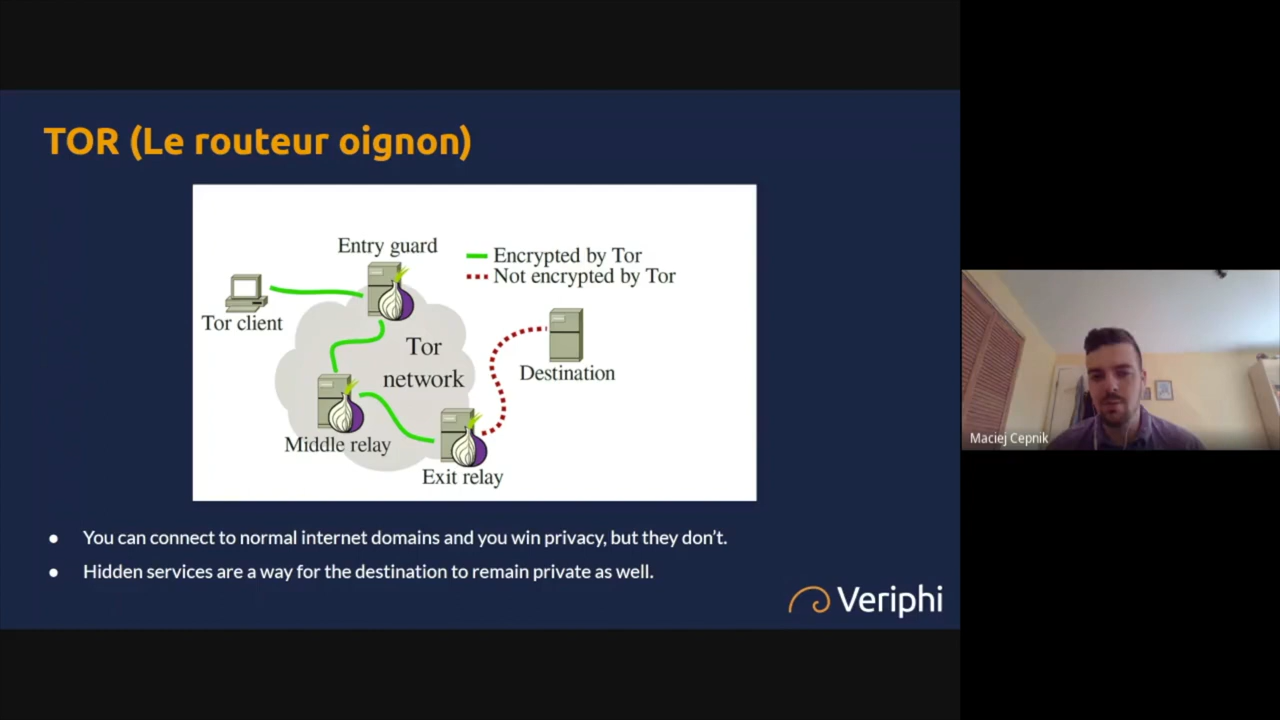 TOR (Le routeur oignon)
Entry guard
Encrypted by Tor
Not encrypted by Tor
Tor client
Tor
network
Destination
Middle relay
Exit relay
● You can connect to normal internet domains and you win privacy, but they don't.
● Hidden services are a way for the destination to remain private as well.
Veriphi
Maciej Cepnik